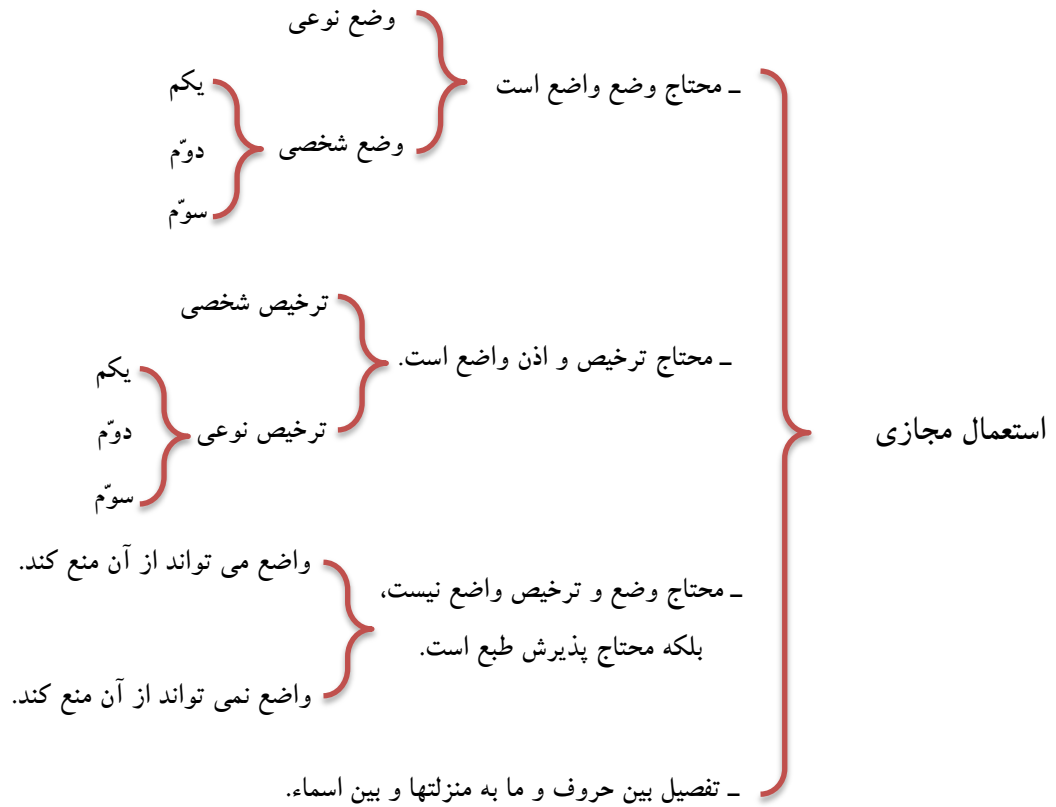 استعمال مجازی
ـ محتاج وضع واضع است
وضع نوعی
وضع شخصی
یکم
دوّم
سوّم
ـ محتاج ترخیص و اذن واضع است.
ترخیص شخصی
ترخیص نوعی
یکم
دوّم
سوّم
ـ محتاج وضع و ترخیص واضع نیست،
بلکه محتاج پذیرش طبع است.
واضع می تواند از آن منع کند.
واضع نمی تواند از آن منع کند.
ـ تفصیل بین حروف و ما به منزلتها و بین اسماء.